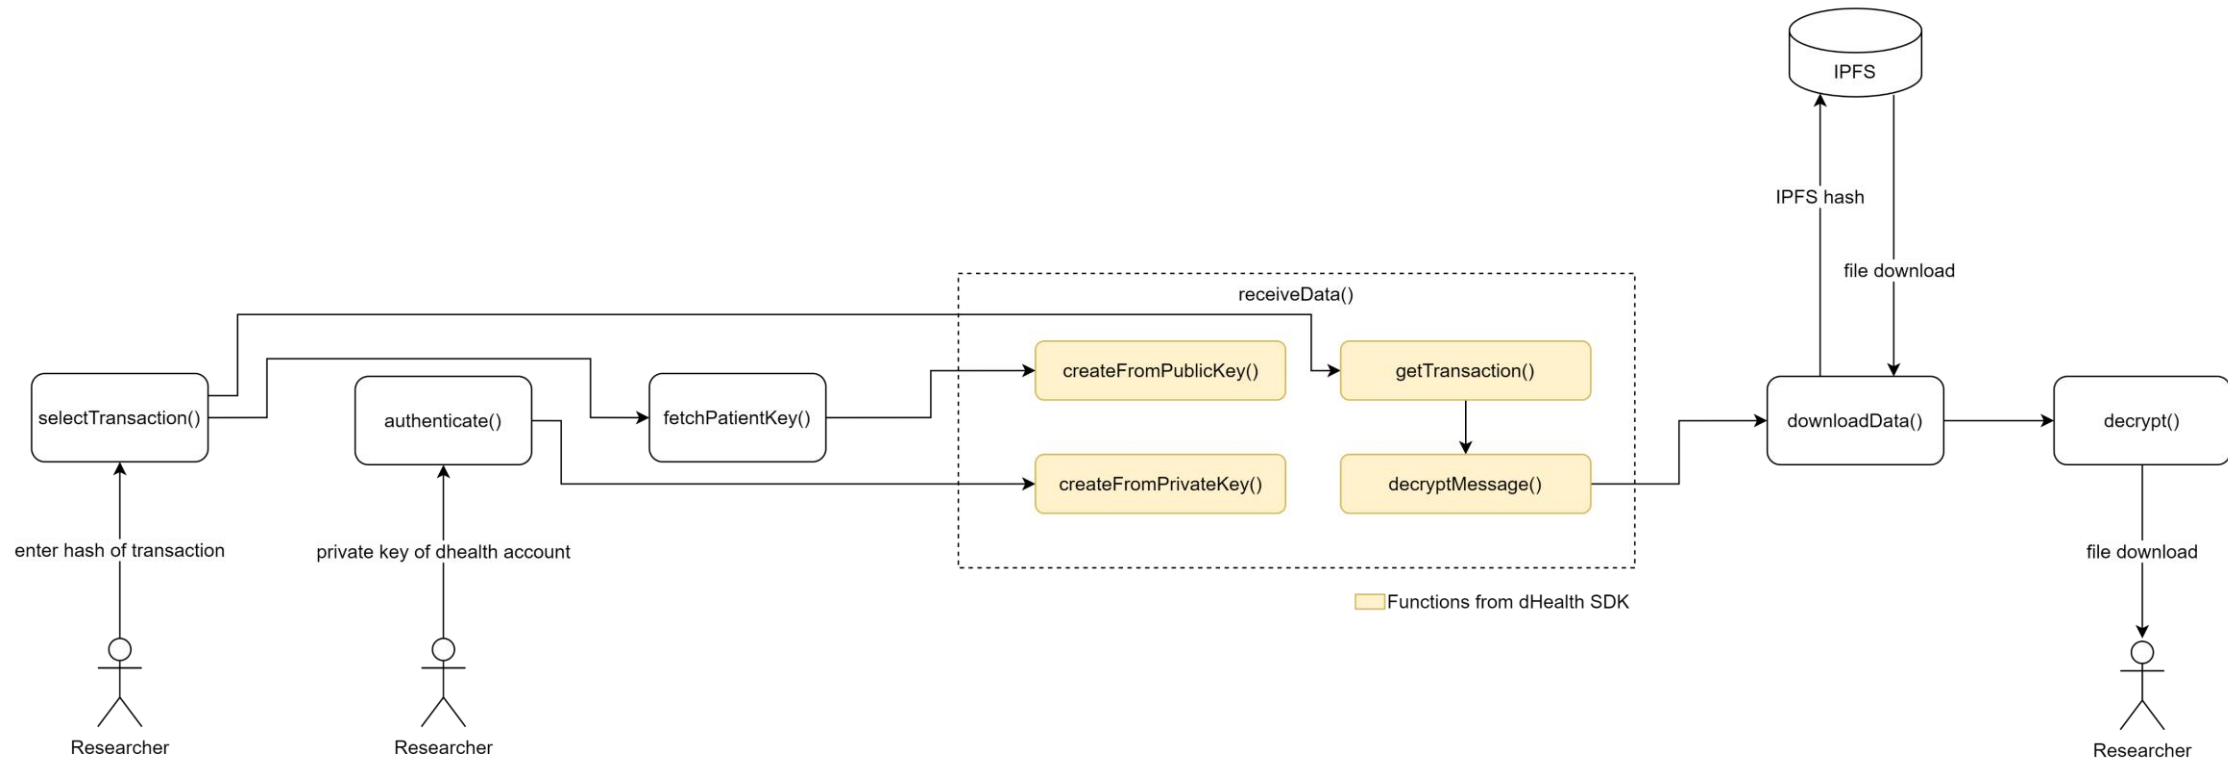 IPFS
IPFS hash
file download
receiveData()
createFromPublicKey()
getTransaction()
selectTransaction()
authenticate()
fetchPatientKey()
downloadData()
decrypt()
createFromPrivateKey()
decryptMessage()
enter hash of transaction
private key of dhealth account
file download
Functions from dHealth SDK
Researcher
Researcher
Researcher